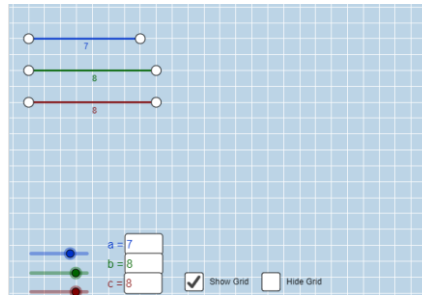 7
8
8
a = 7
b = 8
c = 8
Show Grid
Hide Grid